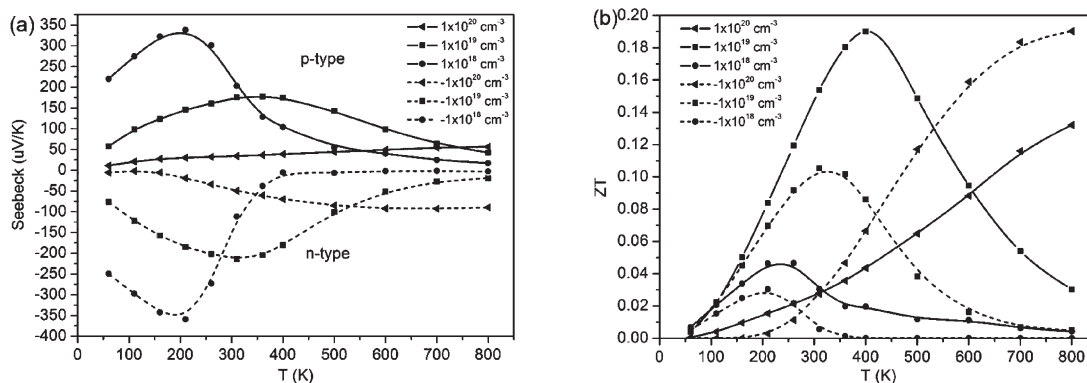 (a)
350
300
250
200
150
100
50
0
-50
-100
-150
-200
-250
-300
-350
-400
Seebeck (uV/K)
p-type
n-type
1x10²⁰ cm⁻³
1x10¹⁹ cm⁻³
1x10¹⁸ cm⁻³
-1x10²⁰ cm⁻³
-1x10¹⁹ cm⁻³
-1x10¹⁸ cm⁻³
0 100 200 300 400 500 600 700 800
T (K)
(b)
0.20
0.18
0.16
0.14
0.12
0.10
0.08
0.06
0.04
0.02
0.00
ZT
1x10²⁰ cm⁻³
1x10¹⁹ cm⁻³
1x10¹⁸ cm⁻³
-1x10²⁰ cm⁻³
-1x10¹⁹ cm⁻³
-1x10¹⁸ cm⁻³
0 100 200 300 400 500 600 700 800
T (K)